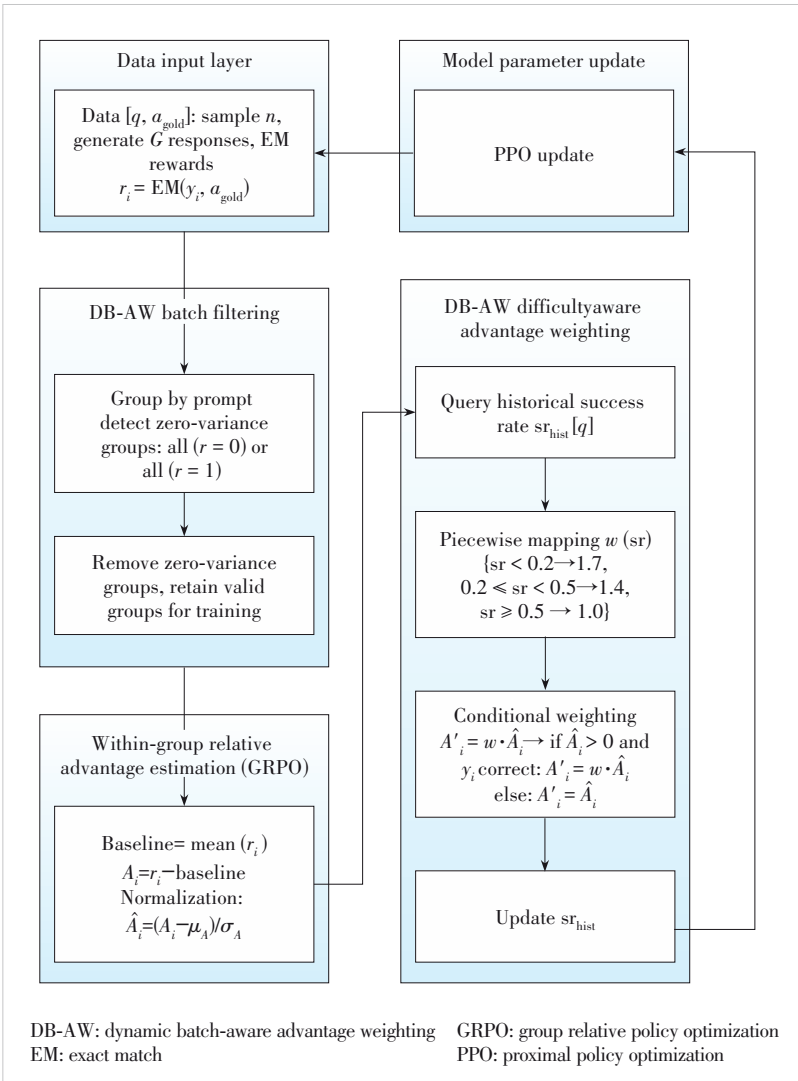 Data input layer
Data [q, a_gold]: sample n,
generate G responses, EM
rewards
r_i = EM(y_i, a_gold)
Model parameter update
PPO update
DB-AW batch filtering
Group by prompt
detect zero-variance
groups: all (r = 0) or
all (r = 1)
Remove zero-variance
groups, retain valid
groups for training
Within-group relative
advantage estimation (GRPO)
Baseline= mean (r_i)
A_i=r_i−baseline
Normalization:
Â_i=(A_i−μ_A)/σ_A
DB-AW difficultyaware
advantage weighting
Query historical success
rate sr_hist [q]
Piecewise mapping w (sr)
{sr < 0.2→1.7,
0.2 ⩽ sr < 0.5→1.4,
sr ⩾ 0.5 → 1.0}
Conditional weighting
A′_i = w·Â_i → if Â_i > 0 and
y_i correct: A′_i = w·Â_i
else: A′_i = Â_i
Update sr_hist
DB-AW: dynamic batch-aware advantage weighting GRPO: group relative policy optimization
EM: exact match PPO: proximal policy optimization